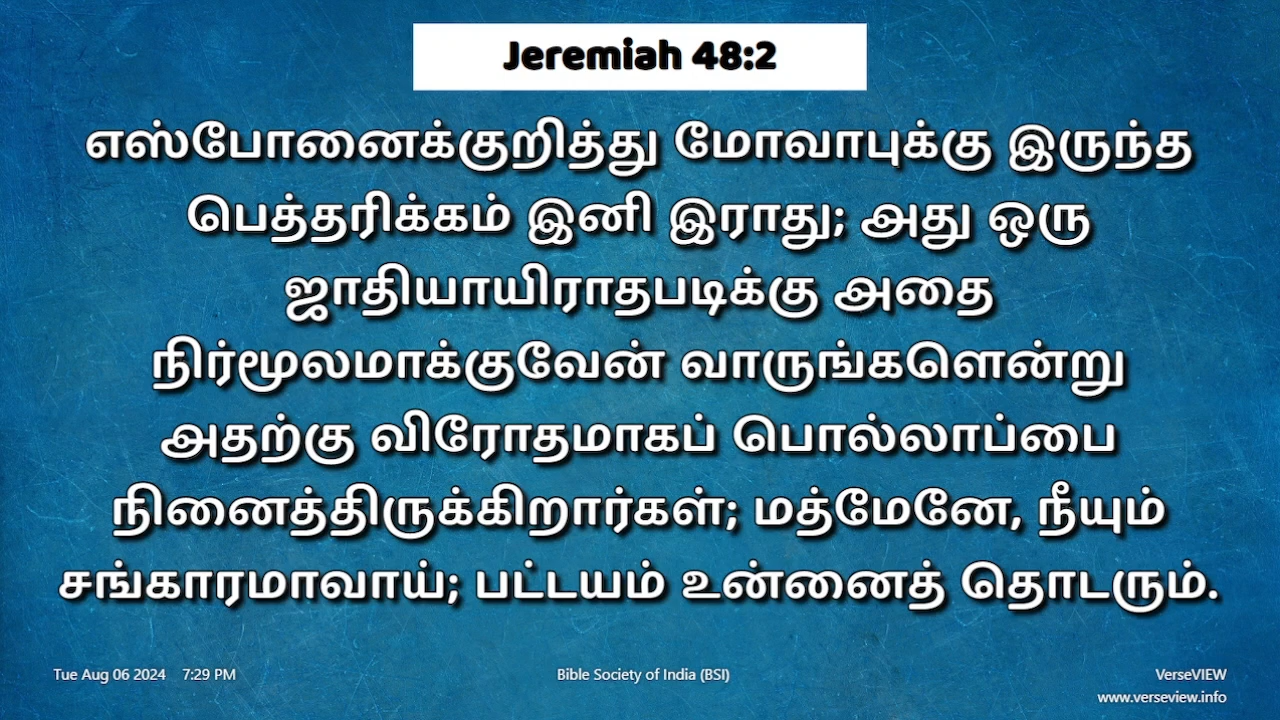 Jeremiah 48:2
எஸ்போனைக்குறித்து மோவாபுக்கு இருந்த
பெத்தரிக்கம் இனி இராது; அது ஒரு
ஜாதியாயிராதபடிக்கு அதை
நிர்மூலமாக்குவேன் வாருங்களென்று
அதற்கு விரோதமாகப் பொல்லாப்பை
நினைத்திருக்கிறார்கள்; மத்மேனே, நீயும்
சங்காரமாவாய்; பட்டயம் உன்னைத் தொடரும்.
Tue Aug 06 2024 7:29 PM
Bible Society of India (BSI)
VerseVIEW
www.verseview.info